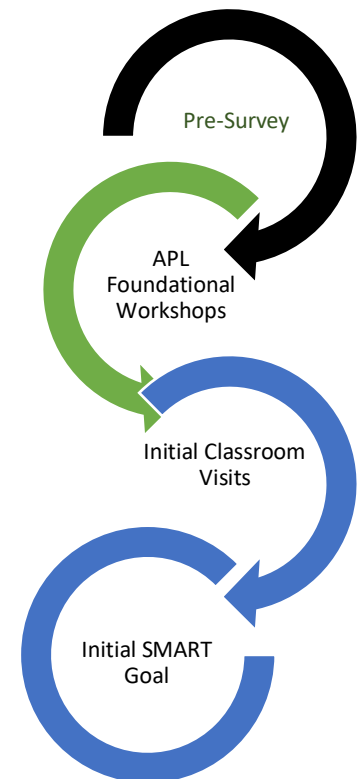 Pre-Survey
APL
Foundational
Workshops
Initial Classroom
Visits
Initial SMART
Goal